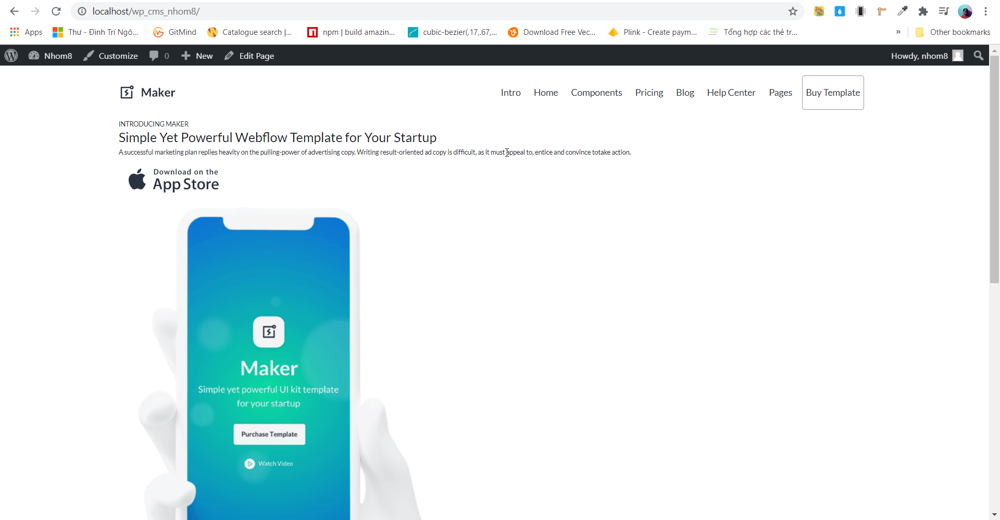 localhost/wp_cms_nhom8/
Apps Thư - Đình Trí Ngô... GitMind Catalogue search |... npm | build amazin... cubic-bezier(.17,.67,... Download Free Vec... Plink - Create paym... Tổng hợp các thẻ tr... » Other bookmarks
Nhom8 Customize 0 New Edit Page Howdy, nhom8
Maker Intro Home Components Pricing Blog Help Center Pages Buy Template
INTRODUCING MAKER
Simple Yet Powerful Webflow Template for Your Startup
A successful marketing plan replies heavity on the pulling-power of advertising copy. Writing result-oriented ad copy is difficult, as it must appeal to, entice and convince totake action.
Download on the
App Store
Maker
Simple yet powerful UI kit template
for your startup
Purchase Template
Watch Video